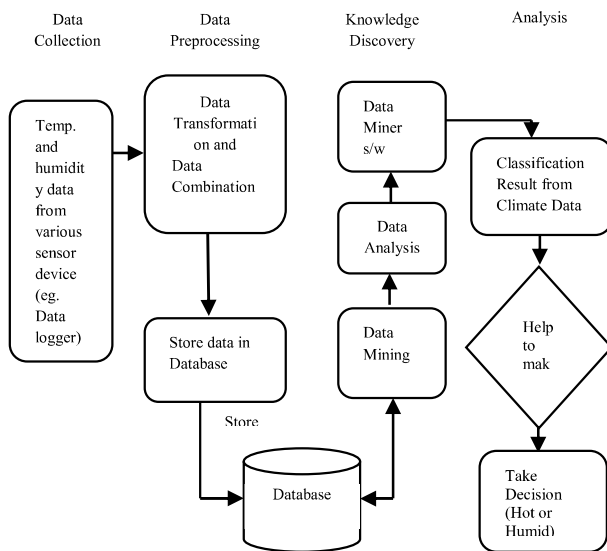 Data
Collection
Data
Preprocessing
Knowledge
Discovery
Analysis
Temp.
and
humidit
y data
from
various
sensor
device
(eg.
Data
logger)
Data
Transformati
on and
Data
Combination
Store data in
Database
Store
Database
Data
Mining
Data
Analysis
Data
Miner
s/w
Classification
Result from
Climate Data
Help
to
mak
Take
Decision
(Hot or
Humid)